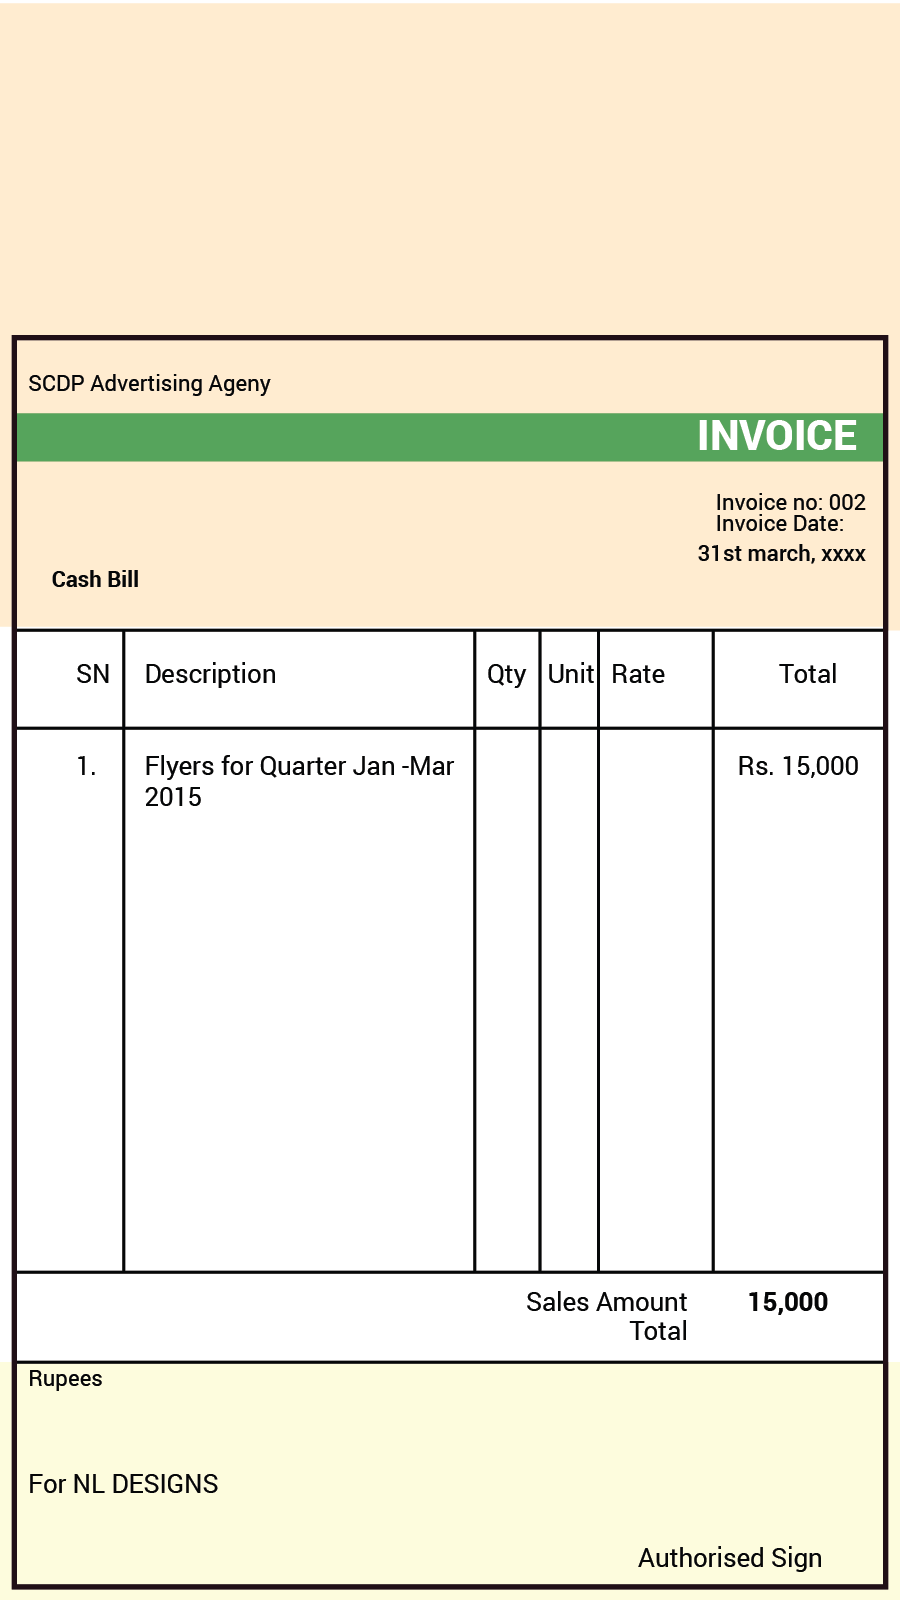 SCDP Advertising Ageny
INVOICE
Invoice no: 002
Invoice Date:
31st march, xxxx
Cash Bill
SN Description Qty Unit Rate Total
1. Flyers for Quarter Jan -Mar Rs. 15,000
2015
Sales Amount 15,000
Total
Rupees
For NL DESIGNS
Authorised Sign